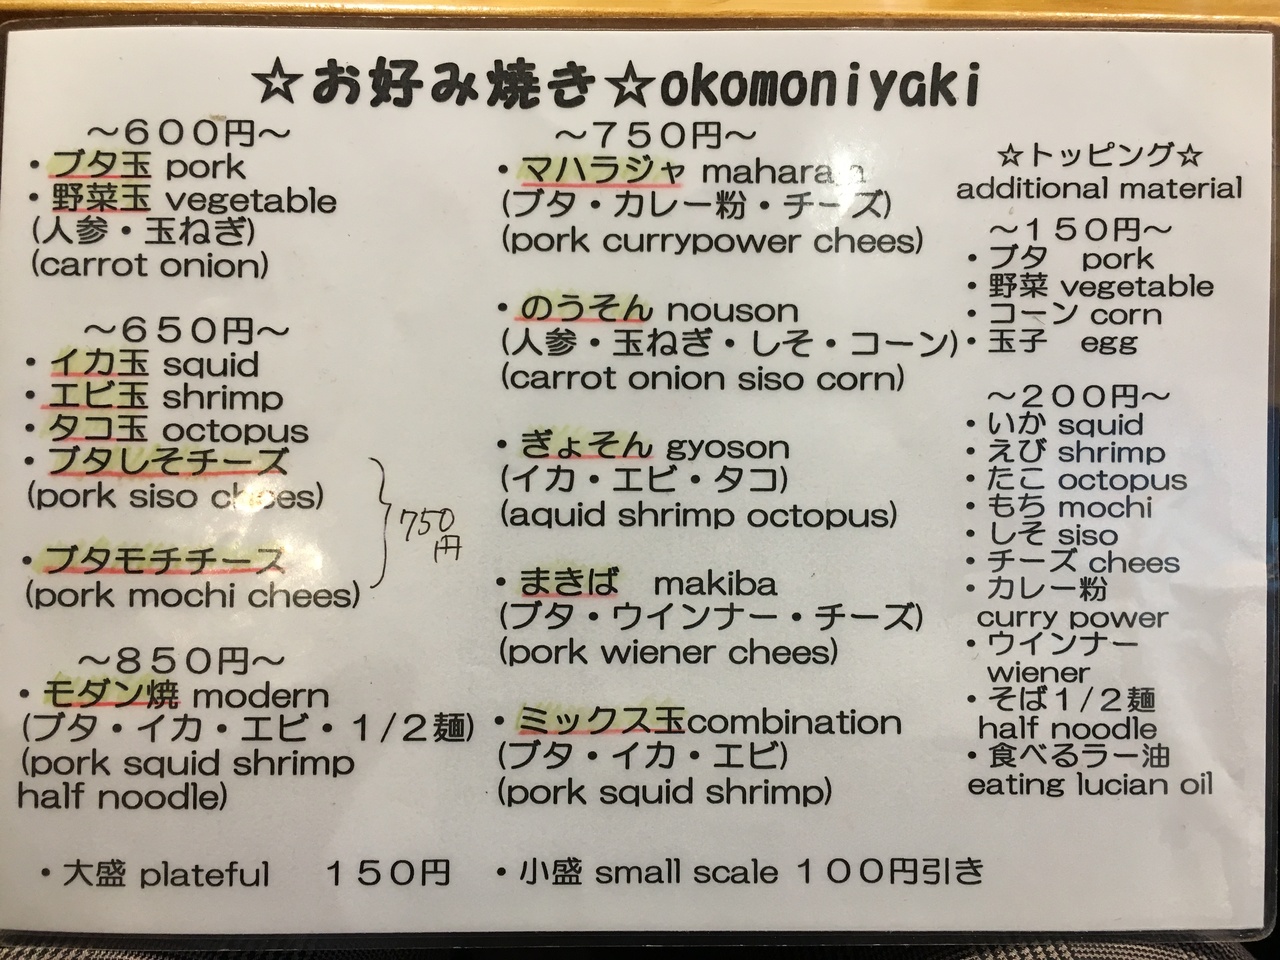 ☆お好み焼き☆okomoniyaki
～６００円～
・ブタ玉 pork
・野菜玉 vegetable
(人参・玉ねぎ)
(carrot onion)
～６５０円～
・イカ玉 squid
・エビ玉 shrimp
・タコ玉 octopus
・ブタしそチーズ
(pork siso chees)
・ブタモチチーズ
(pork mochi chees)
750
円
～８５０円～
・モダン焼 modern
(ブタ・イカ・エビ・１/２麺)
(pork squid shrimp
half noodle)
～７５０円～
・マハラジャ
(ブタ・カレー粉・チーズ)
(pork currypower chees)
・のうそん nouson
(人参・玉ねぎ・しそ・コーン)
(carrot onion siso corn)
・ぎょそん gyoson
(イカ・エビ・タコ)
(aquid shrimp octopus)
・まきば makiba
(ブタ・ウインナー・チーズ)
(pork wiener chees)
・ミックス玉combination
(ブタ・イカ・エビ)
(pork squid shrimp)
☆トッピング☆
additional material
～１５０円～
・ブタ pork
・野菜 vegetable
・コーン corn
・玉子 egg
～２００円～
・いか squid
・えび shrimp
・たこ octopus
・もち mochi
・しそ siso
・チーズ chees
・カレー粉
curry power
・ウインナー
wiener
・そば１/２麺
half noodle
・食べるラー油
eating lucian oil
・大盛 plateful １５０円
・小盛 small scale １００円引き